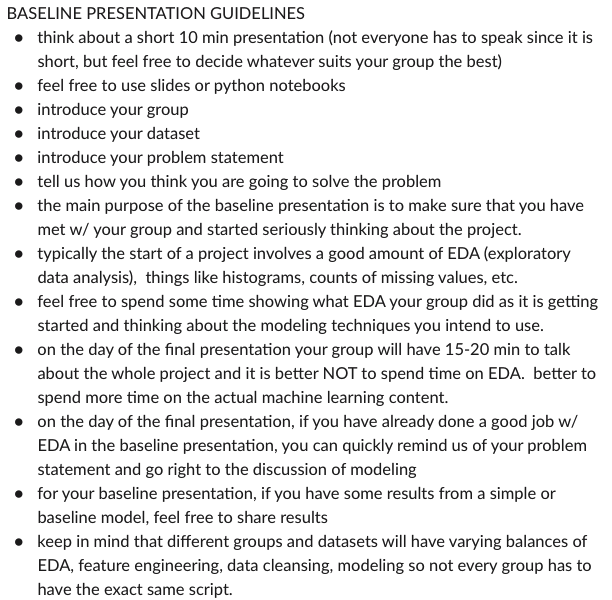 BASELINE PRESENTATION GUIDELINES
● think about a short 10 min presentation (not everyone has to speak since it is
short, but feel free to decide whatever suits your group the best)
● feel free to use slides or python notebooks
● introduce your group
● introduce your dataset
● introduce your problem statement
● tell us how you think you are going to solve the problem
● the main purpose of the baseline presentation is to make sure that you have
met w/ your group and started seriously thinking about the project.
● typically the start of a project involves a good amount of EDA (exploratory
data analysis),  things like histograms, counts of missing values, etc.
● feel free to spend some time showing what EDA your group did as it is getting
started and thinking about the modeling techniques you intend to use.
● on the day of the final presentation your group will have 15-20 min to talk
about the whole project and it is better NOT to spend time on EDA.  better to
spend more time on the actual machine learning content.
● on the day of the final presentation, if you have already done a good job w/
EDA in the baseline presentation, you can quickly remind us of your problem
statement and go right to the discussion of modeling
● for your baseline presentation, if you have some results from a simple or
baseline model, feel free to share results
● keep in mind that different groups and datasets will have varying balances of
EDA, feature engineering, data cleansing, modeling so not every group has to
have the exact same script.